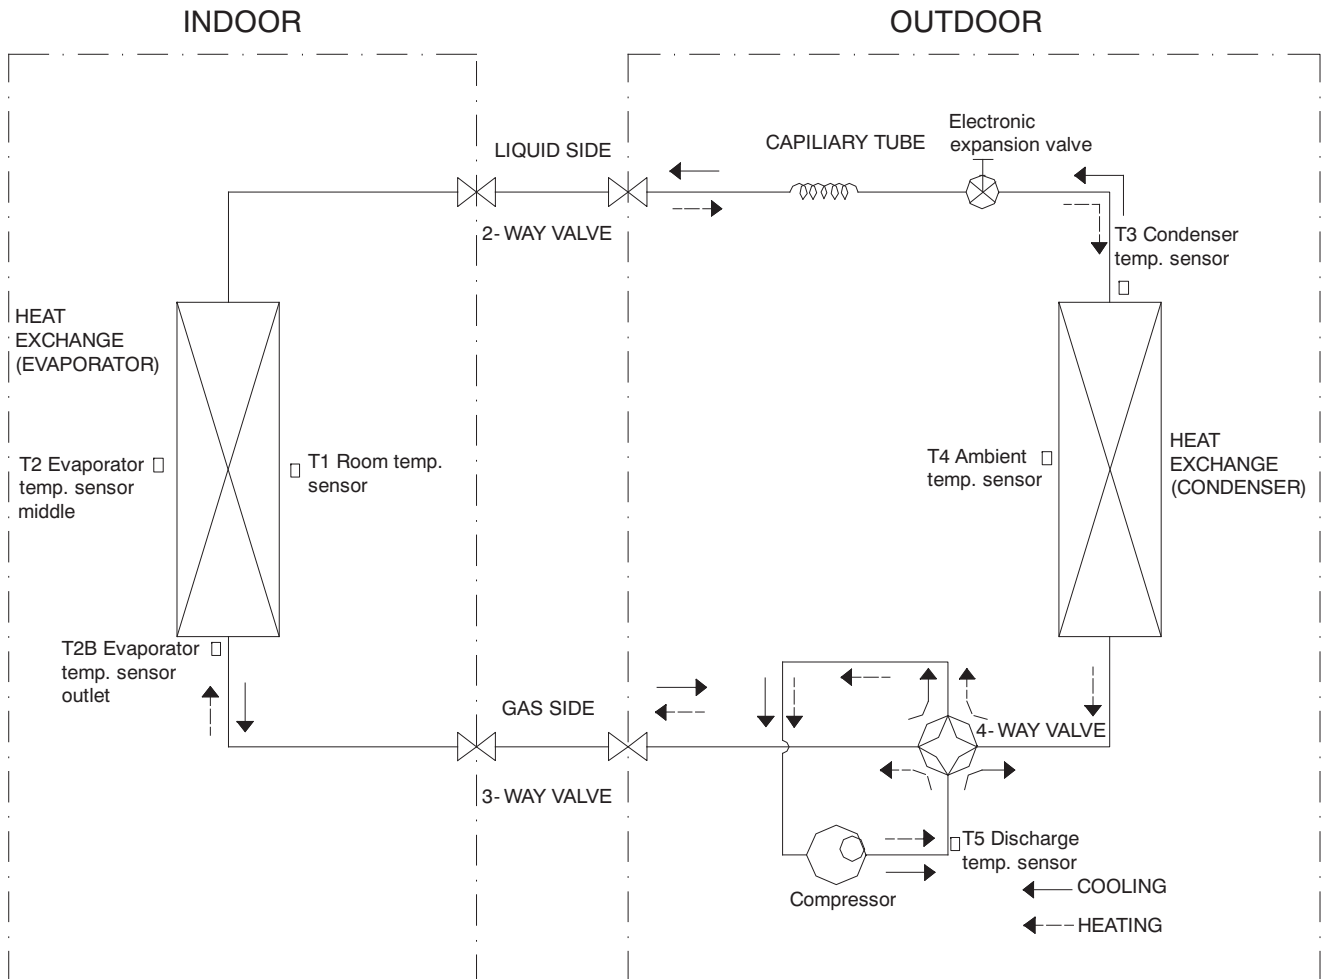 INDOOR
OUTDOOR
LIQUID SIDE
2- WAY VALVE
CAPILIARY TUBE
Electronic
expansion valve
T3 Condenser
temp. sensor
HEAT
EXCHANGE
(EVAPORATOR)
T2 Evaporator
temp. sensor
middle
T1 Room temp.
sensor
T4 Ambient
temp. sensor
HEAT
EXCHANGE
(CONDENSER)
T2B Evaporator
temp. sensor
outlet
GAS SIDE
3- WAY VALVE
4- WAY VALVE
T5 Discharge
temp. sensor
Compressor
COOLING
HEATING